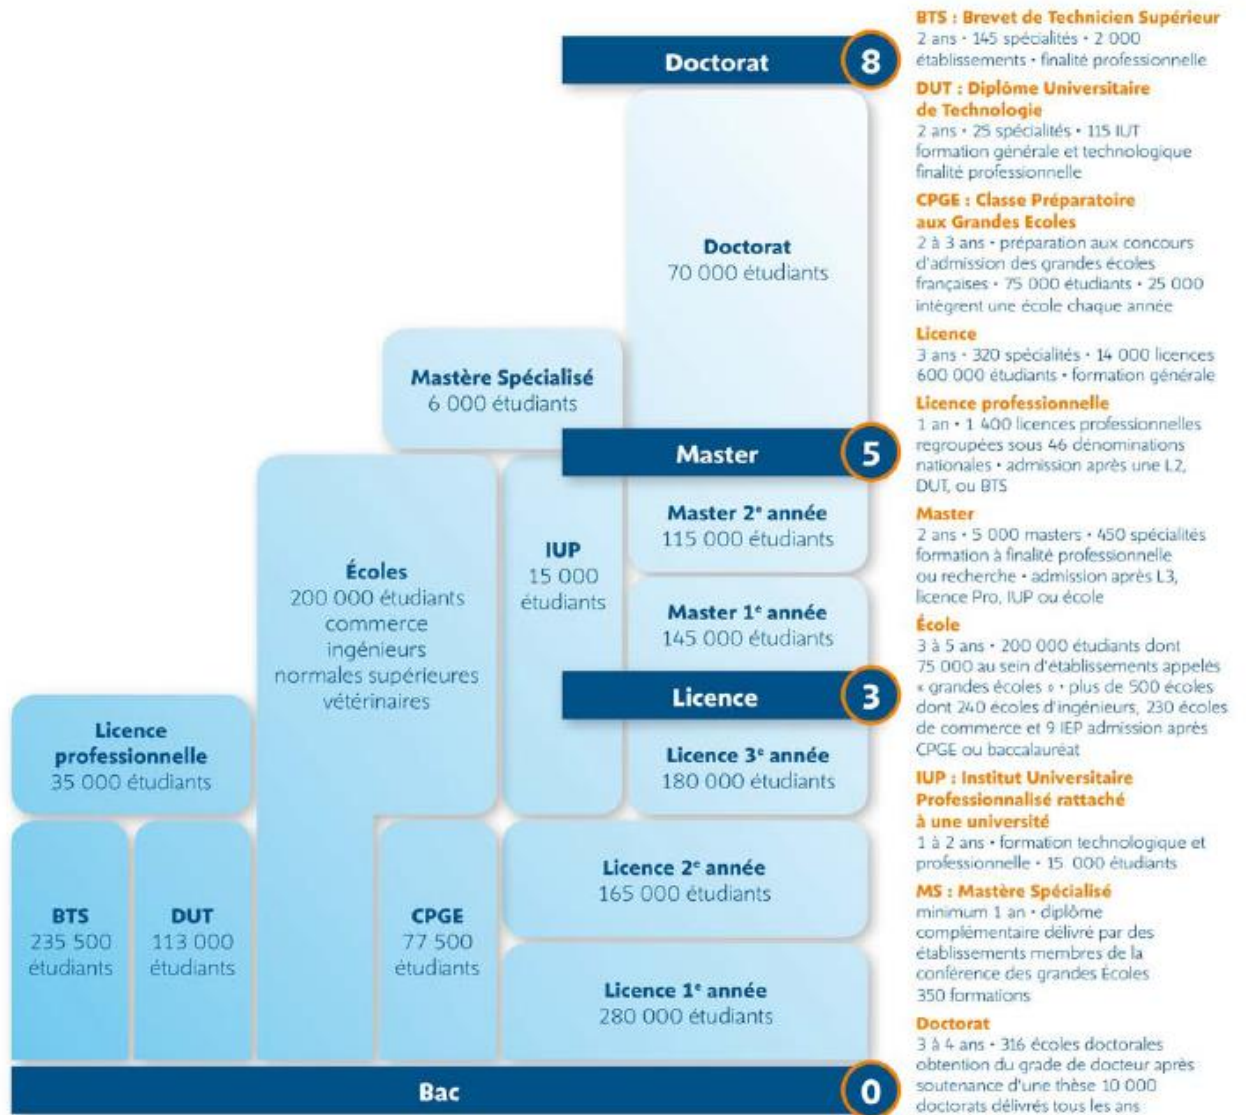 Doctorat 8
Doctorat
70 000 étudiants
Mastère Spécialisé
6 000 étudiants
Master 5
Master 2e année
115 000 étudiants
IUP
15 000
étudiants
Écoles
200 000 étudiants
commerce
ingénieurs
normales supérieures
vétérinaires
Master 1e année
145 000 étudiants
Licence 3
Licence
professionnelle
35 000 étudiants
Licence 3e année
180 000 étudiants
Licence 2e année
165 000 étudiants
BTS
235 500
étudiants
DUT
113 000
étudiants
CPGE
77 500
étudiants
Licence 1e année
280 000 étudiants
Bac 0
BTS : Brevet de Technicien Supérieur
2 ans • 145 spécialités • 2 000
établissements • finalité professionnelle
DUT : Diplôme Universitaire
de Technologie
2 ans • 25 spécialités • 115 IUT
formation générale et technologique
finalité professionnelle
CPGE : Classe Préparatoire
aux Grandes Ecoles
2 à 3 ans • préparation aux concours
d'admission des grandes écoles
françaises • 75 000 étudiants • 25 000
intègrent une école chaque année
Licence
3 ans • 320 spécialités • 14 000 licences
600 000 étudiants • formation générale
Licence professionnelle
1 an • 1 400 licences professionnelles
regroupées sous 46 dénominations
nationales • admission après une L2,
DUT, ou BTS
Master
2 ans • 5 000 masters • 450 spécialités
formation à finalité professionnelle
ou recherche • admission après L3,
licence Pro, IUP ou école
École
3 à 5 ans • 200 000 étudiants dont
75 000 au sein d'établissements appelés
« grandes écoles » • plus de 500 écoles
dont 240 écoles d'ingénieurs, 230 écoles
de commerce et 9 IEP admission après
CPGE ou baccalauréat
IUP : Institut Universitaire
Professionnalisé rattaché
à une université
1 à 2 ans • formation technologique et
professionnelle • 15 000 étudiants
MS : Mastère Spécialisé
minimum 1 an • diplôme
complémentaire délivré par des
établissements membres de la
conférence des grandes Écoles
350 formations
Doctorat
3 à 4 ans • 316 écoles doctorales
obtention du grade de docteur après
soutenance d'une thèse 10 000
doctorats délivrés tous les ans